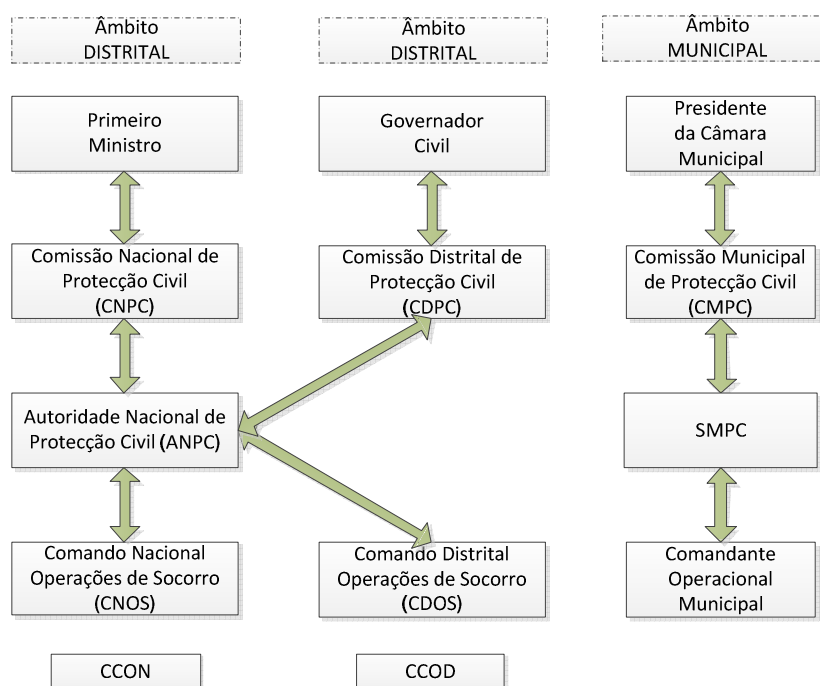 Âmbito
DISTRITAL
Âmbito
DISTRITAL
Âmbito
MUNICIPAL
Primeiro
Ministro
Governador
Civil
Presidente
da Câmara
Municipal
Comissão Nacional de
Protecção Civil
(CNPC)
Comissão Distrital de
Protecção Civil
(CDPC)
Comissão Municipal
de Protecção Civil
(CMPC)
Autoridade Nacional de
Protecção Civil (ANPC)
SMPC
Comando Nacional
Operações de Socorro
(CNOS)
Comando Distrital
Operações de Socorro
(CDOS)
Comandante
Operacional
Municipal
CCON
CCOD